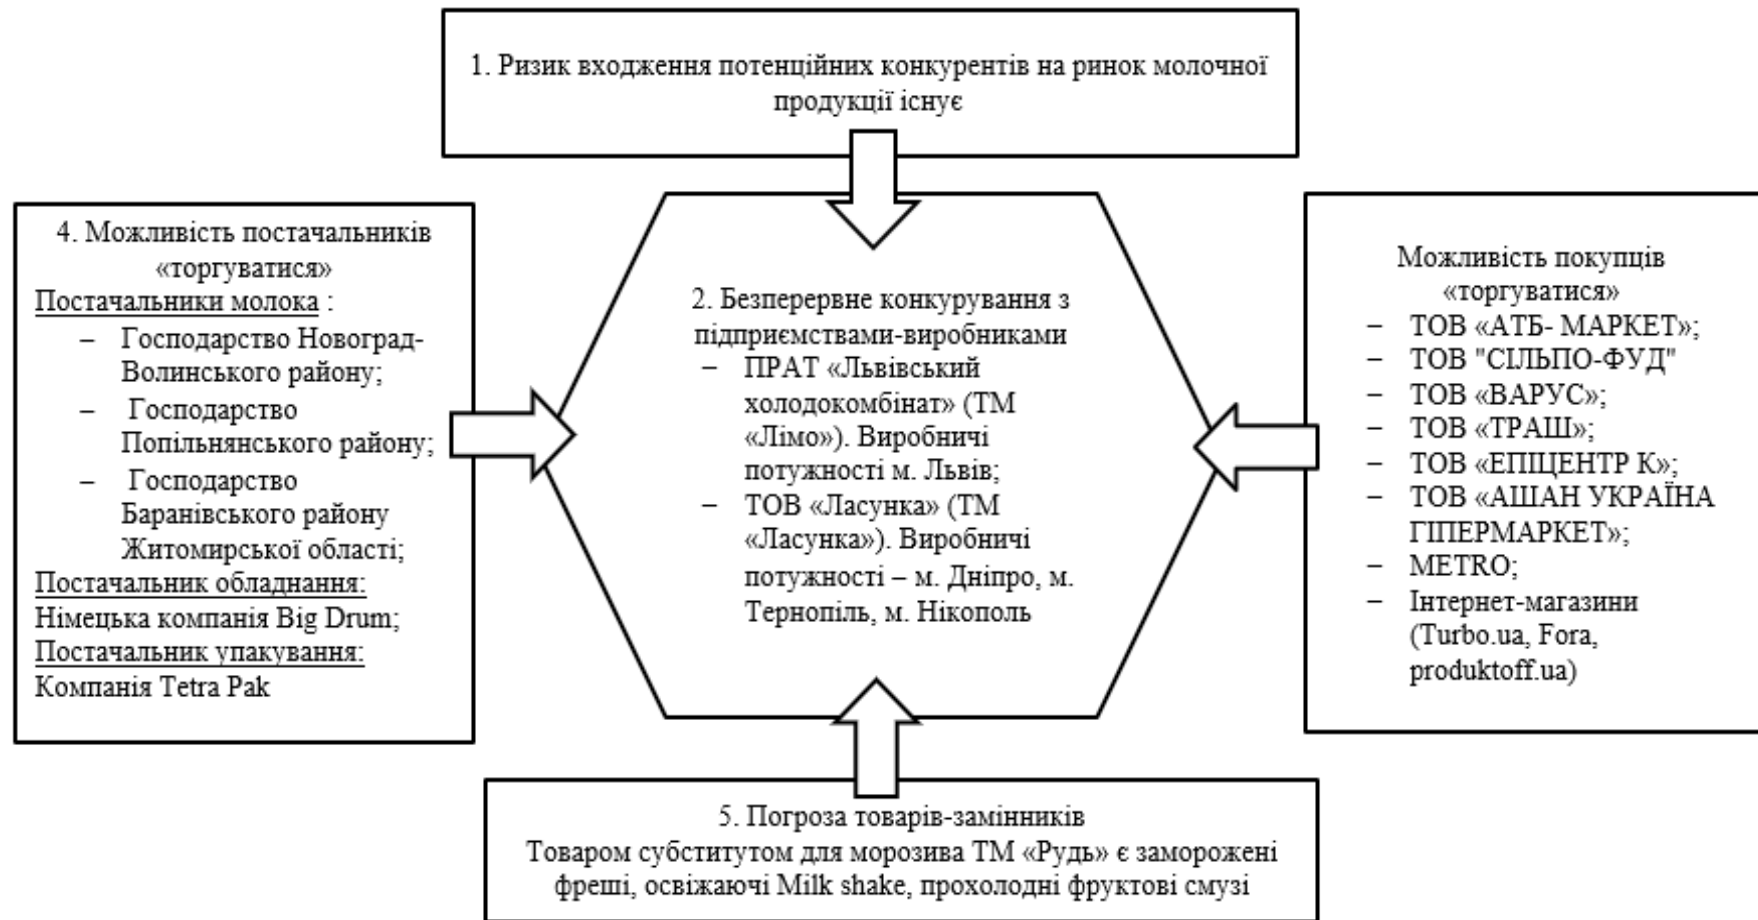 1. Ризик входження потенційних конкурентів на ринок молочної
продукції існує
4. Можливість постачальників
«торгуватися»
Постачальники молока :
– Господарство Новоград-
Волинського району;
– Господарство
Попільнянського району;
– Господарство
Баранівського району
Житомирської області;
Постачальник обладнання:
Німецька компанія Big Drum;
Постачальник упакування:
Компанія Tetra Pak
2. Безперервне конкурування з
підприємствами-виробниками
– ПРАТ «Львівський
холодокомбінат» (ТМ
«Лімо»). Виробничі
потужності м. Львів;
– ТОВ «Ласунка» (ТМ
«Ласунка»). Виробничі
потужності – м. Дніпро, м.
Тернопіль, м. Нікополь
Можливість покупців
«торгуватися»
– ТОВ «АТБ- МАРКЕТ»;
– ТОВ "СІЛЬПО-ФУД"
– ТОВ «ВАРУС»;
– ТОВ «ТРАШ»;
– ТОВ «ЕПІЦЕНТР К»;
– ТОВ «АШАН УКРАЇНА
ГІПЕРМАРКЕТ»;
– METRO;
– Інтернет-магазини
(Turbo.ua, Fora,
produktoff.ua)
5. Погроза товарів-замінників
Товаром субститутом для морозива ТМ «Рудь» є заморожені
фреші, освіжаючі Milk shake, прохолодні фруктові смузі